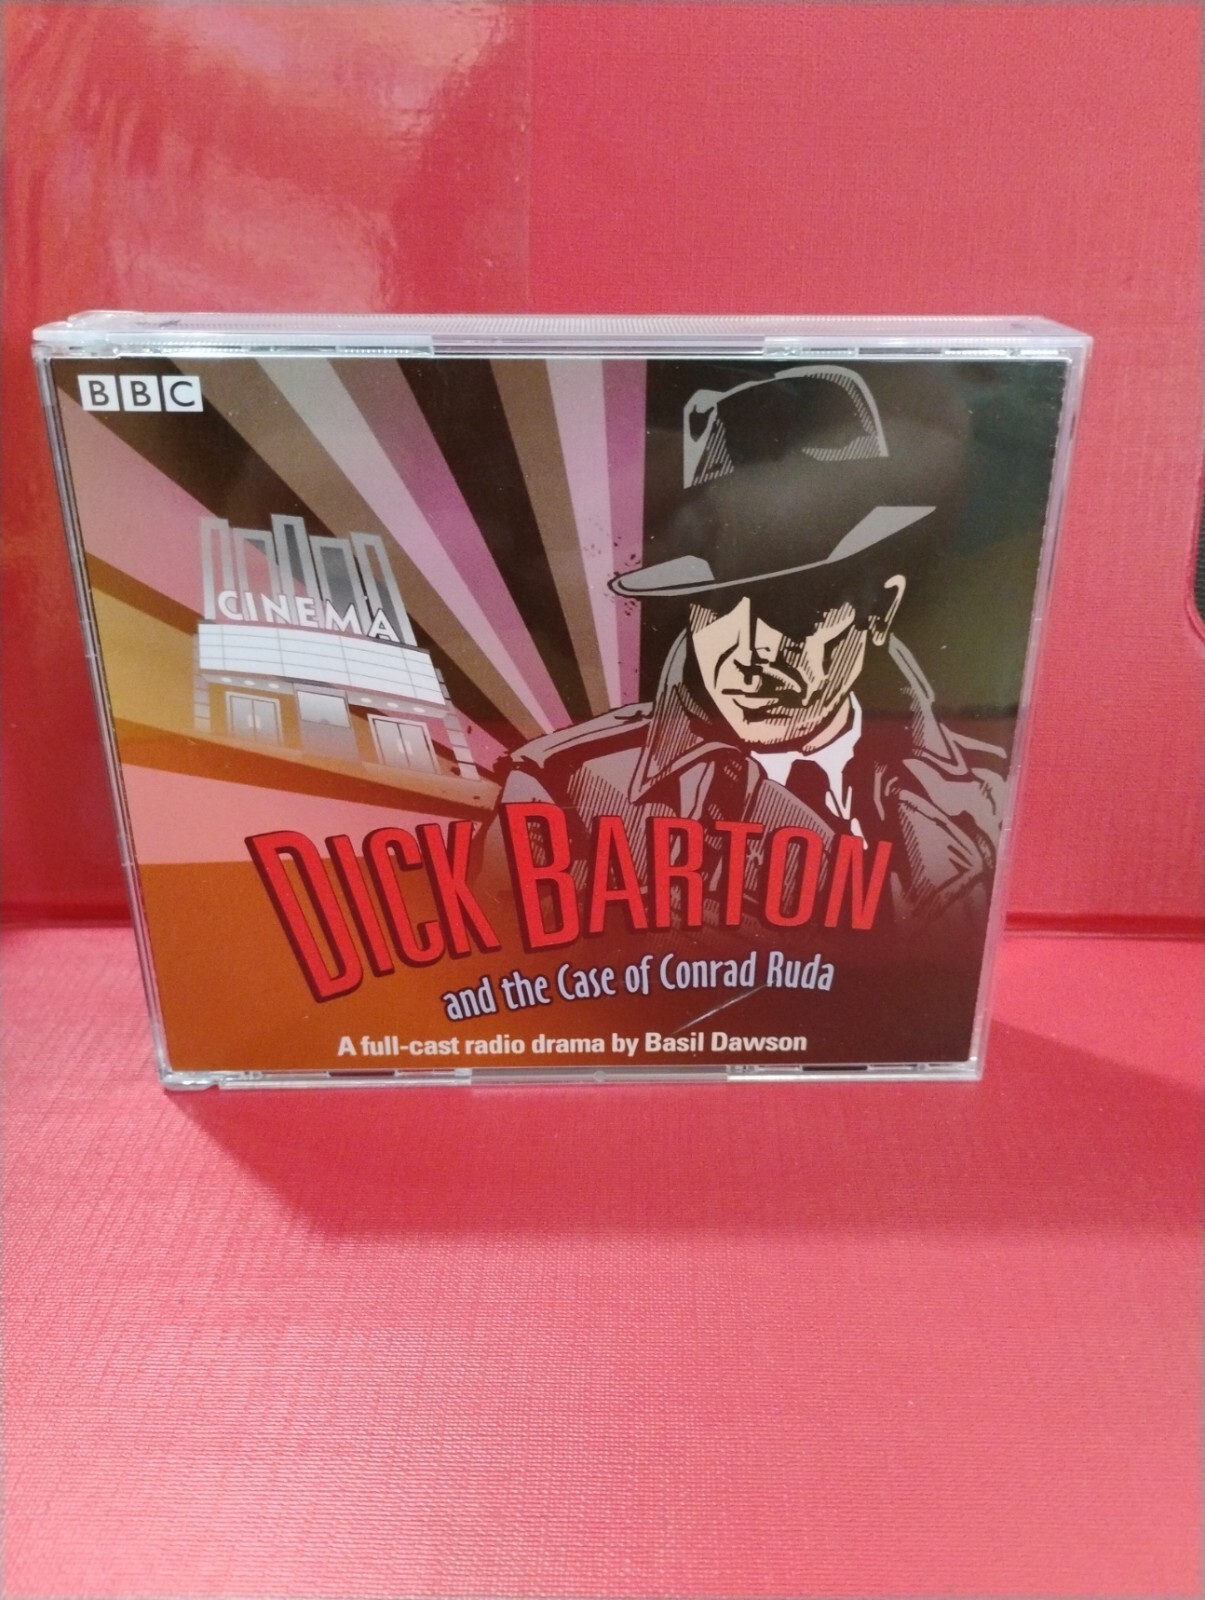 BBC
CINEMA
DICK BARTON
and the Case of Conrad Ruda
A full-cast radio drama by Basil Dawson